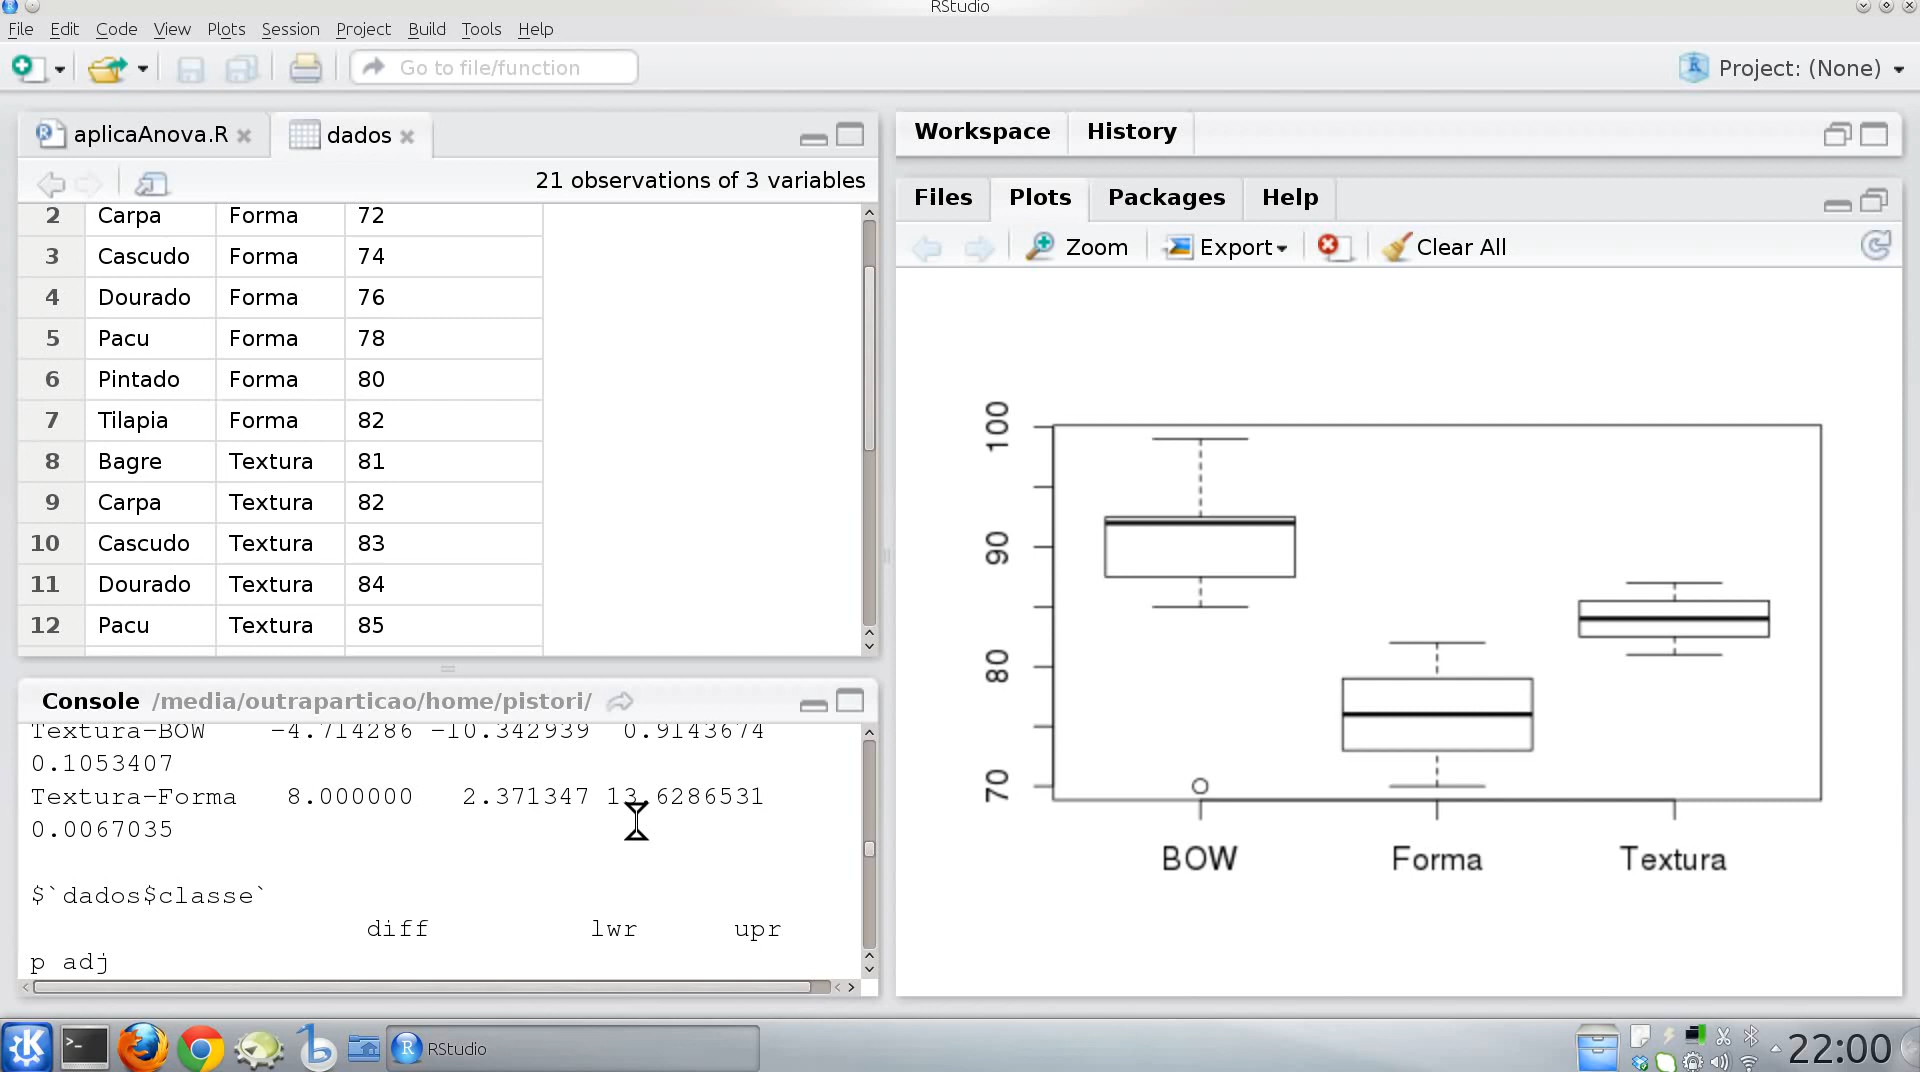 RStudio
File Edit Code View Plots Session Project Build Tools Help
Go to file/function
Project: (None)
aplicaAnova.R
dados
21 observations of 3 variables
2 Carpa Forma 72
3 Cascudo Forma 74
4 Dourado Forma 76
5 Pacu Forma 78
6 Pintado Forma 80
7 Tilapia Forma 82
8 Bagre Textura 81
9 Carpa Textura 82
10 Cascudo Textura 83
11 Dourado Textura 84
12 Pacu Textura 85
Console /media/outraparticao/home/pistori/
Textura-BOW -4.714286 -10.342939 0.9143674
0.1053407
Textura-Forma 8.000000 2.371347 13.6286531
0.0067035
$`dados$classe`
diff lwr upr
p adj
Workspace History
Files Plots Packages Help
Zoom Export Clear All
100
90
80
70
BOW Forma Textura
RStudio
22:00